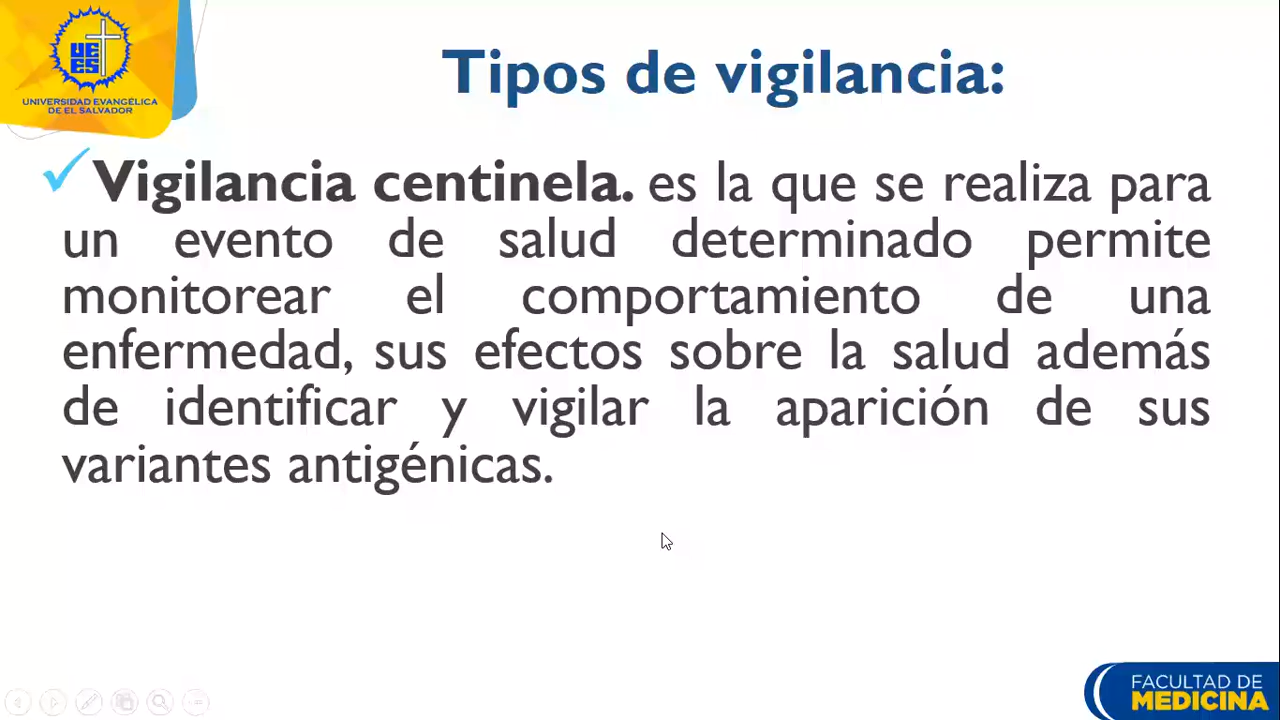 UE
ES
UNIVERSIDAD EVANGÉLICA
DE EL SALVADOR
Tipos de vigilancia:
Vigilancia centinela. es la que se realiza para
un evento de salud determinado permite
monitorear el comportamiento de una
enfermedad, sus efectos sobre la salud además
de identificar y vigilar la aparición de sus
variantes antigénicas.
FACULTAD DE
MEDICINA